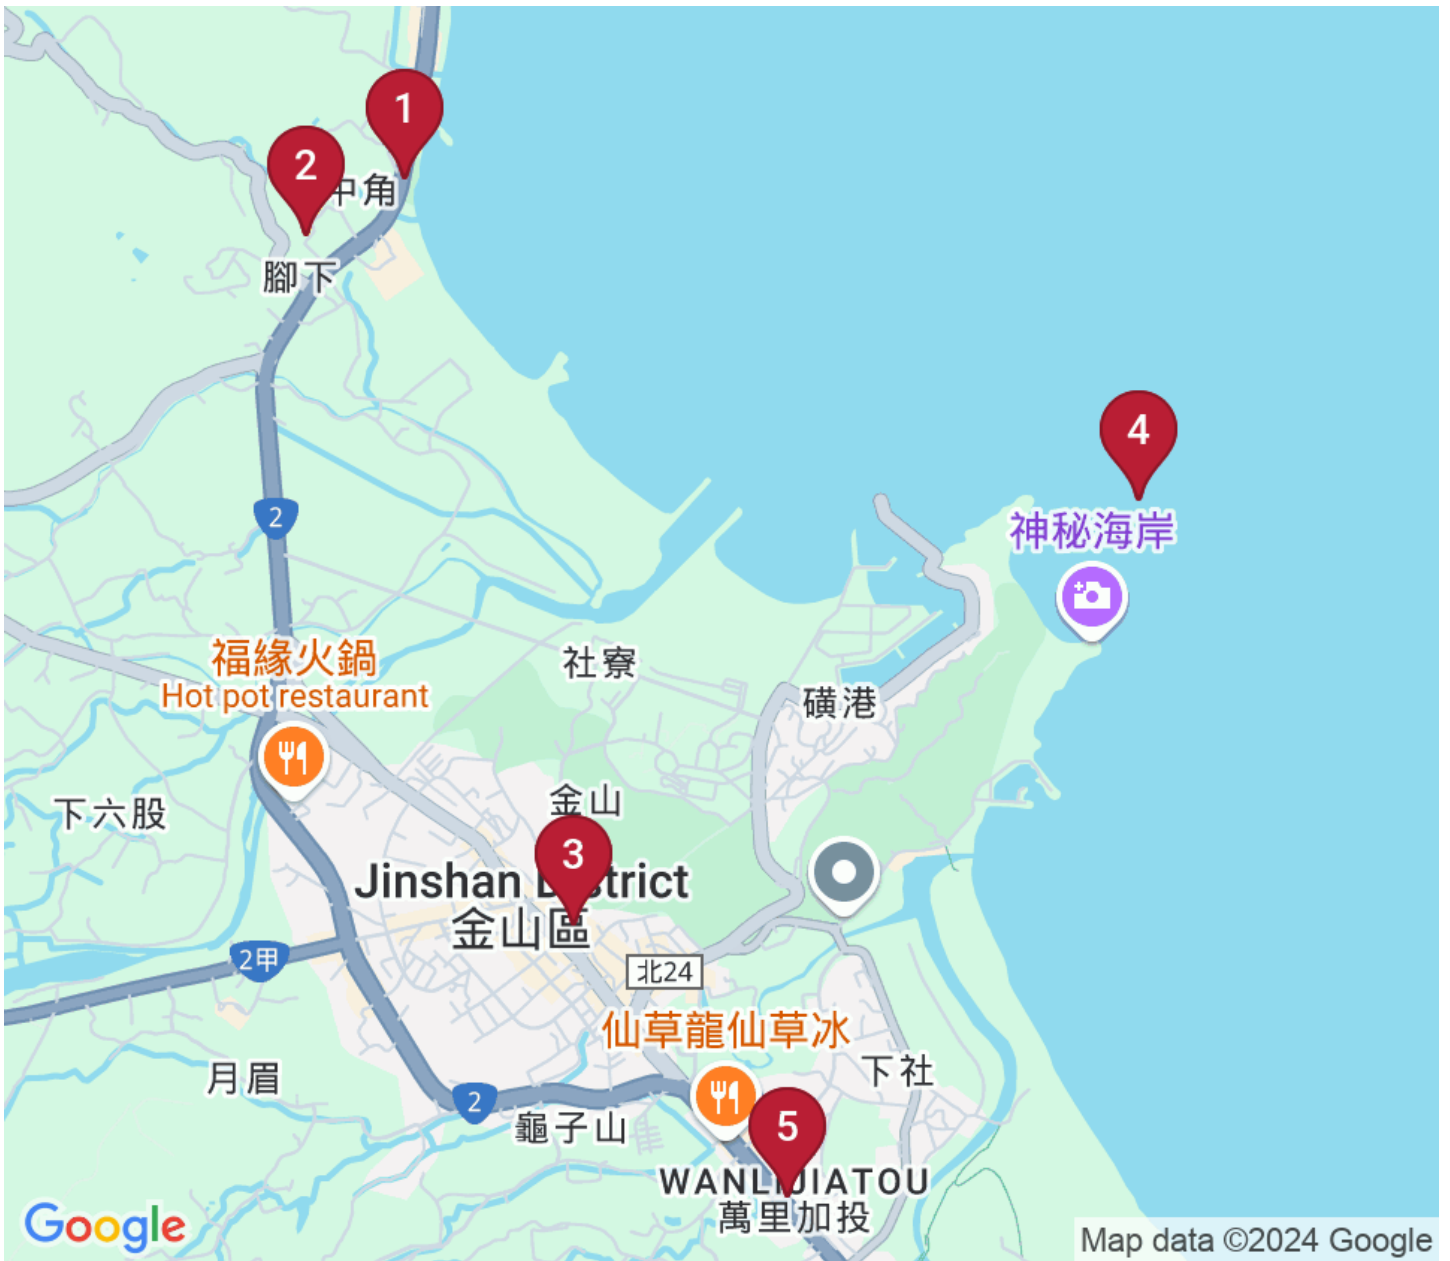 1
2
中角
腳下
4
2
神秘海岸
福緣火鍋
Hot pot restaurant
社寮
磺港
下六股
金山
3
Jinshan District
金山區
2甲
北24
仙草龍仙草冰
月眉
下社
2
龜子山
5
WANLIJIATOU
萬里加投
Google
Map data ©2024 Google